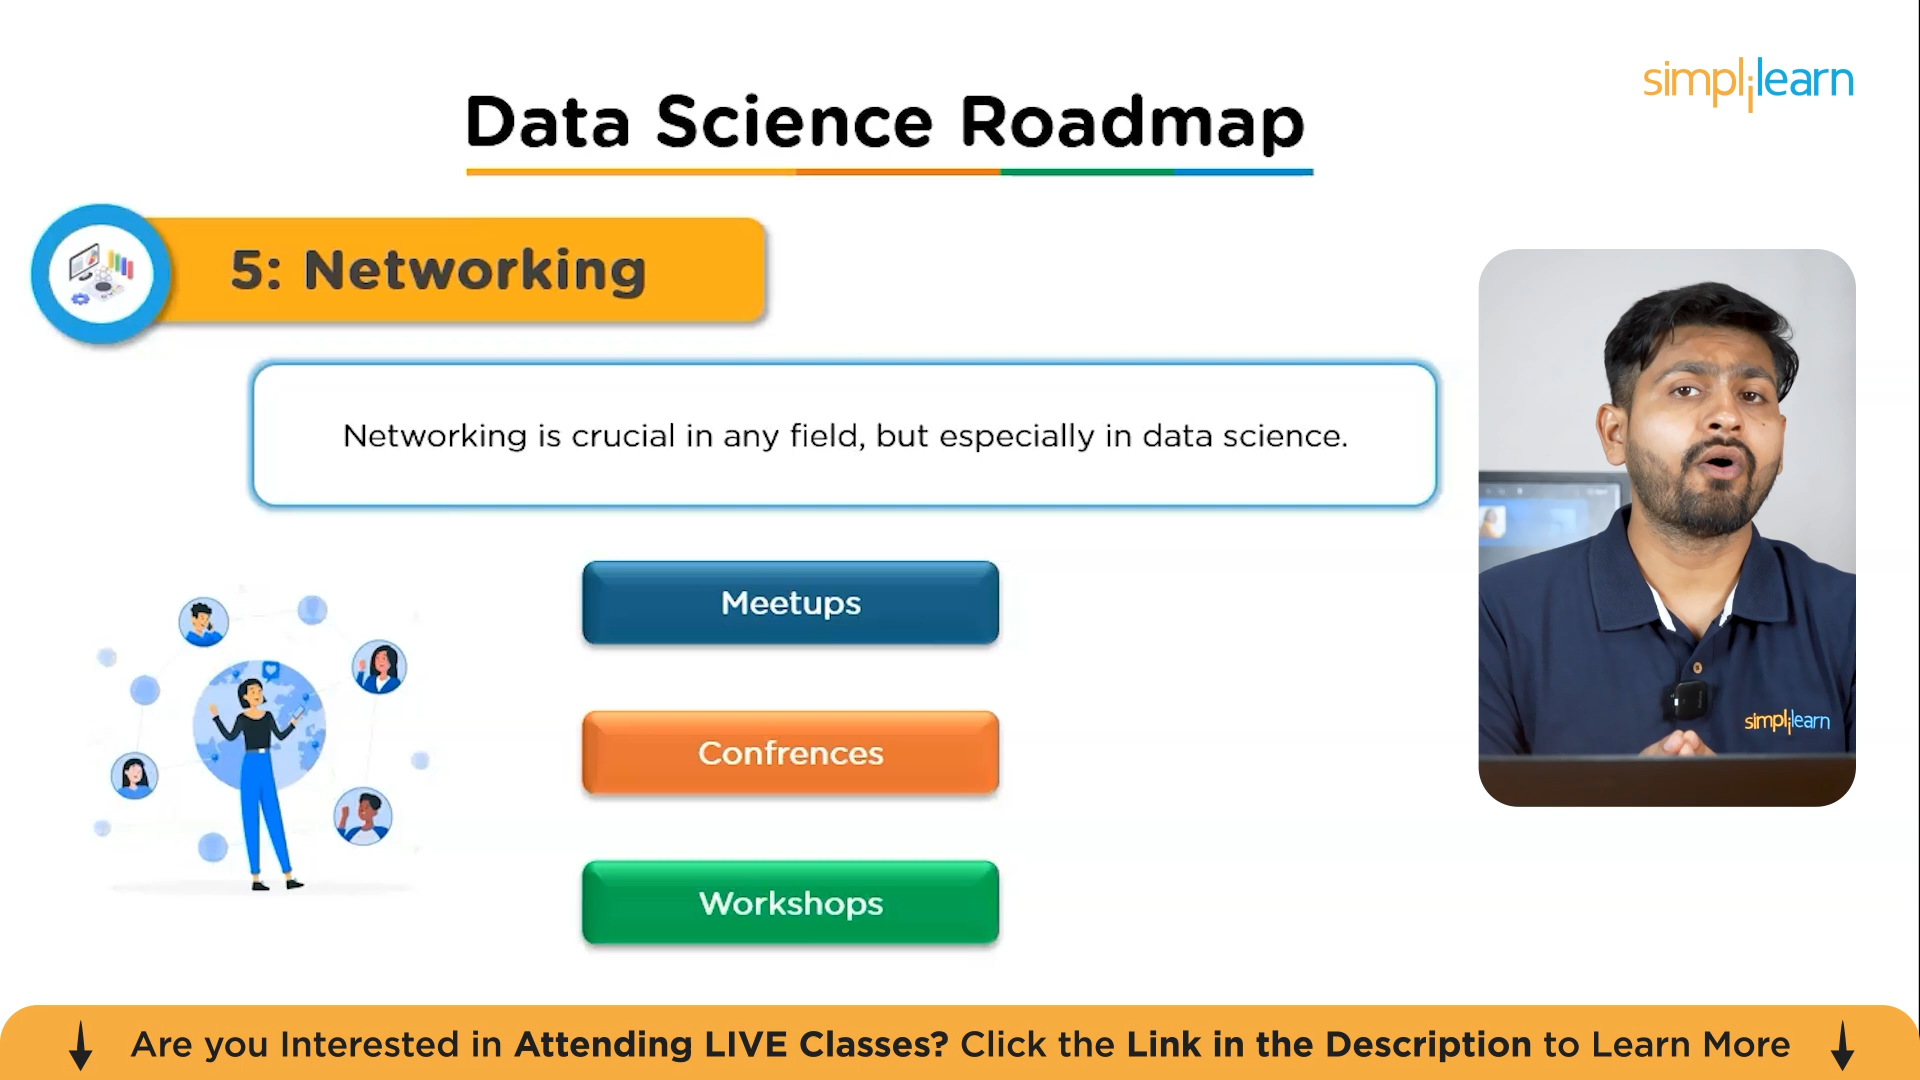 simplilearn
Data Science Roadmap
5: Networking
Networking is crucial in any field, but especially in data science.
Meetups
Confrences
Workshops
simplilearn
Are you Interested in Attending LIVE Classes? Click the Link in the Description to Learn More